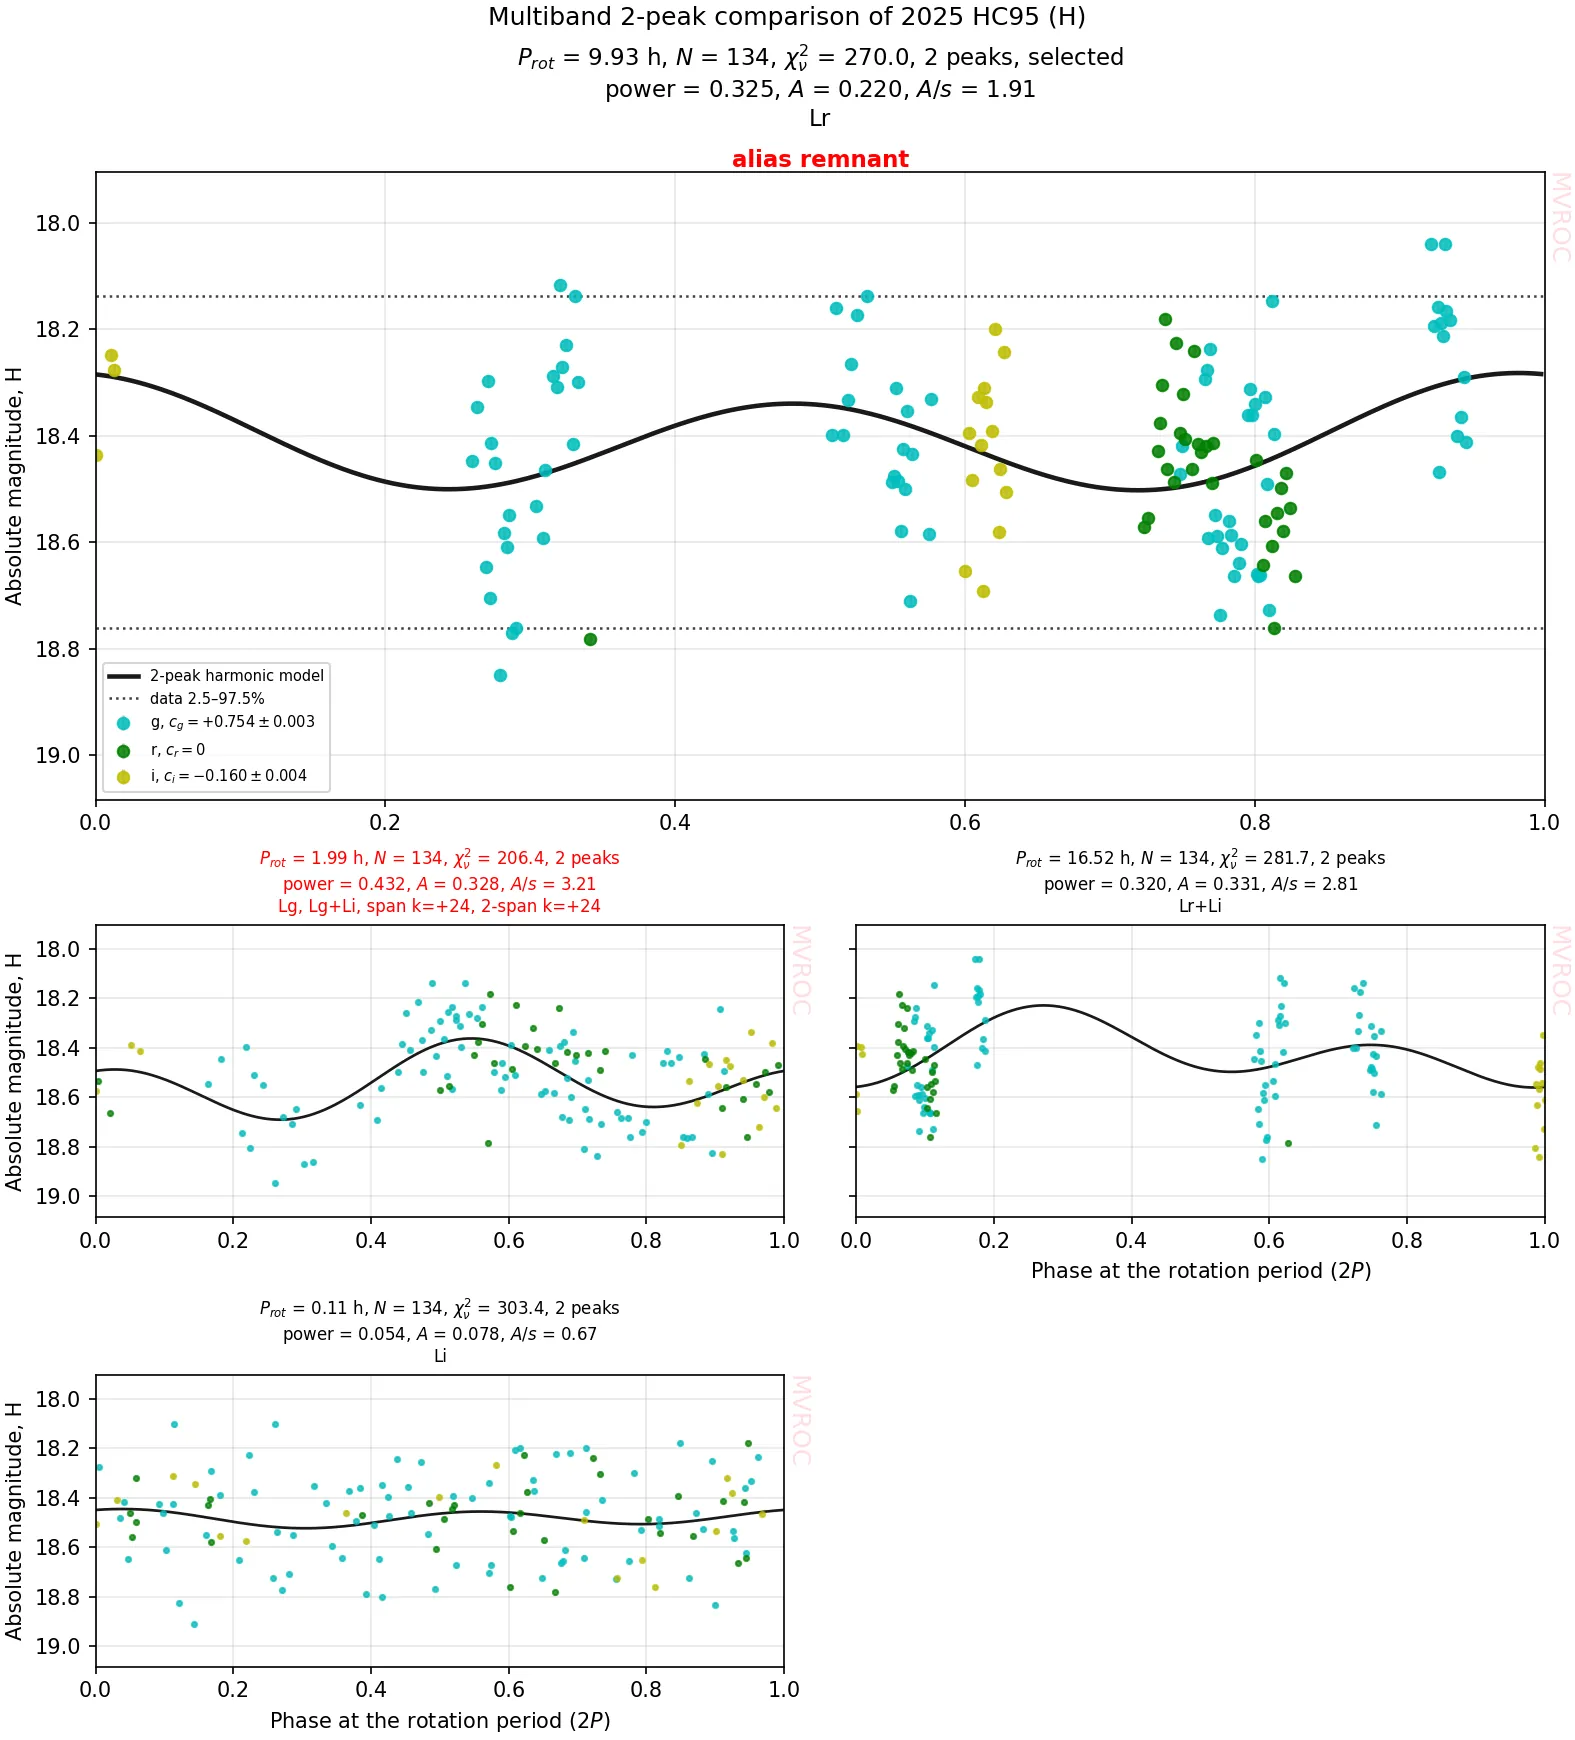 Multiband 2-peak comparison of 2025 HC95 (H)
P_rot = 9.93 h, N = 134, χ²_ν = 270.0, 2 peaks, selected
power = 0.325, A = 0.220, A/s = 1.91
Lr
alias remnant
MVROC
Absolute magnitude, H
18.0
18.2
18.4
18.6
18.8
19.0
2-peak harmonic model
data 2.5–97.5%
g, c_g = +0.754 ± 0.003
r, c_r = 0
i, c_i = −0.160 ± 0.004
0.0 0.2 0.4 0.6 0.8 1.0
P_rot = 1.99 h, N = 134, χ²_ν = 206.4, 2 peaks
power = 0.432, A = 0.328, A/s = 3.21
Lg, Lg+Li, span k=+24, 2-span k=+24
MVROC
Absolute magnitude, H
18.0
18.2
18.4
18.6
18.8
19.0
0.0 0.2 0.4 0.6 0.8 1.0
P_rot = 16.52 h, N = 134, χ²_ν = 281.7, 2 peaks
power = 0.320, A = 0.331, A/s = 2.81
Lr+Li
MVROC
0.0 0.2 0.4 0.6 0.8 1.0
Phase at the rotation period (2P)
P_rot = 0.11 h, N = 134, χ²_ν = 303.4, 2 peaks
power = 0.054, A = 0.078, A/s = 0.67
Li
MVROC
Absolute magnitude, H
18.0
18.2
18.4
18.6
18.8
19.0
0.0 0.2 0.4 0.6 0.8 1.0
Phase at the rotation period (2P)